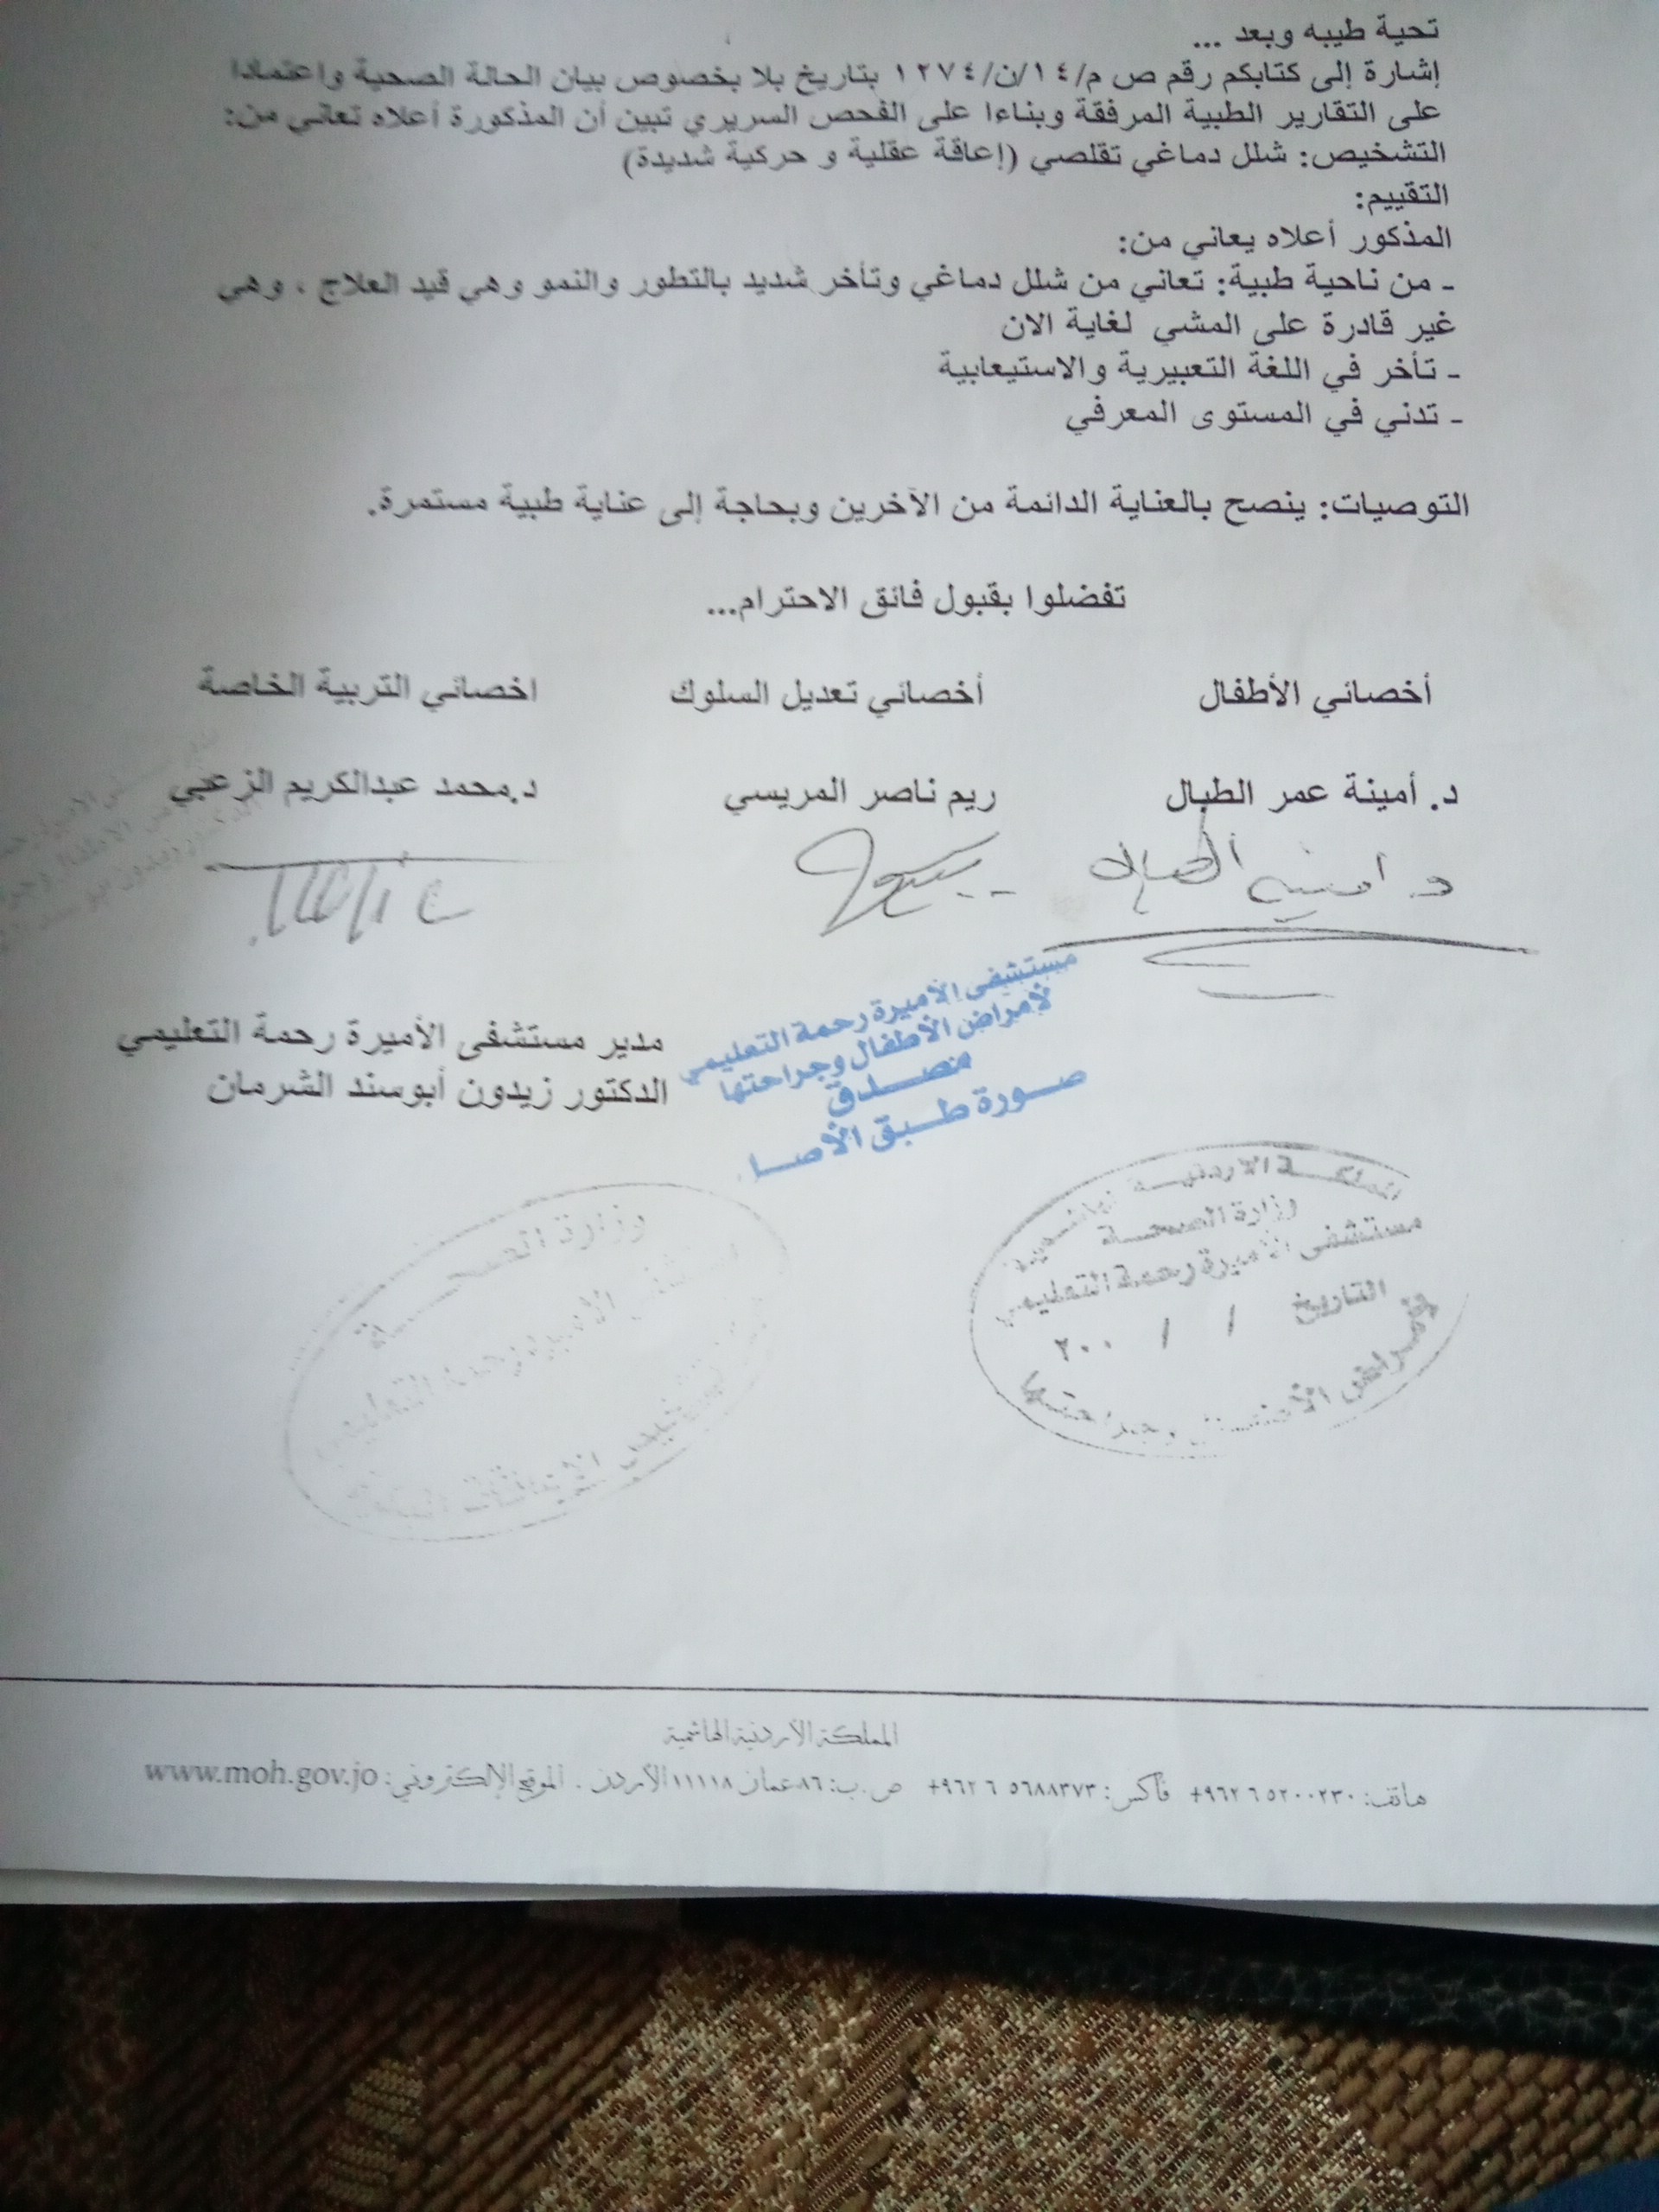 تحية طيبه وبعد ...
إشارة إلى كتابكم رقم ص م/١٤/ن/١٢٧٤ بتاريخ بلا بخصوص بيان الحالة الصحية واعتمادا
على التقارير الطبية المرفقة وبناءا على الفحص السريري تبين أن المذكورة أعلاه تعاني من:
التشخيص: شلل دماغي تقلصي (إعاقة عقلية و حركية شديدة)
التقييم:
المذكور أعلاه يعاني من:
- من ناحية طبية: تعاني من شلل دماغي وتأخر شديد بالتطور والنمو وهي قيد العلاج ، وهي
غير قادرة على المشي لغاية الان
- تأخر في اللغة التعبيرية والاستيعابية
- تدني في المستوى المعرفي
التوصيات: ينصح بالعناية الدائمة من الآخرين وبحاجة إلى عناية طبية مستمرة.
تفضلوا بقبول فائق الاحترام...
أخصائي الأطفال أخصائي تعديل السلوك اخصائي التربية الخاصة
د. أمينة عمر الطبال ريم ناصر المريسي د.محمد عبدالكريم الزعبي
د. امينة الطبال
مستشفى الأميرة رحمة التعليمي
لأمراض الأطفال وجراحتها
مصدق
صورة طبق الأصل
مدير مستشفى الأميرة رحمة التعليمي
الدكتور زيدون أبوسند الشرمان
المملكة الاردنية الهاشمية
وزارة الصحة
مستشفى الاميرة رحمة التعليمي
التاريخ / / ٢٠٠
لأمراض الأطفال وجراحتها
وزارة الصحة
مستشفى الأميرة رحمة التعليمي
المملكة الأردنية الهاشمية
هاتف: ٥٢٠٠٢٣٠ ٦ ٩٦٢+ فاكس: ٥٦٨٨٣٧٣ ٦ ٩٦٢+ ص.ب: ٨٦ عمان ١١١١٨ الأردن . الموقع الإلكتروني: www.moh.gov.jo